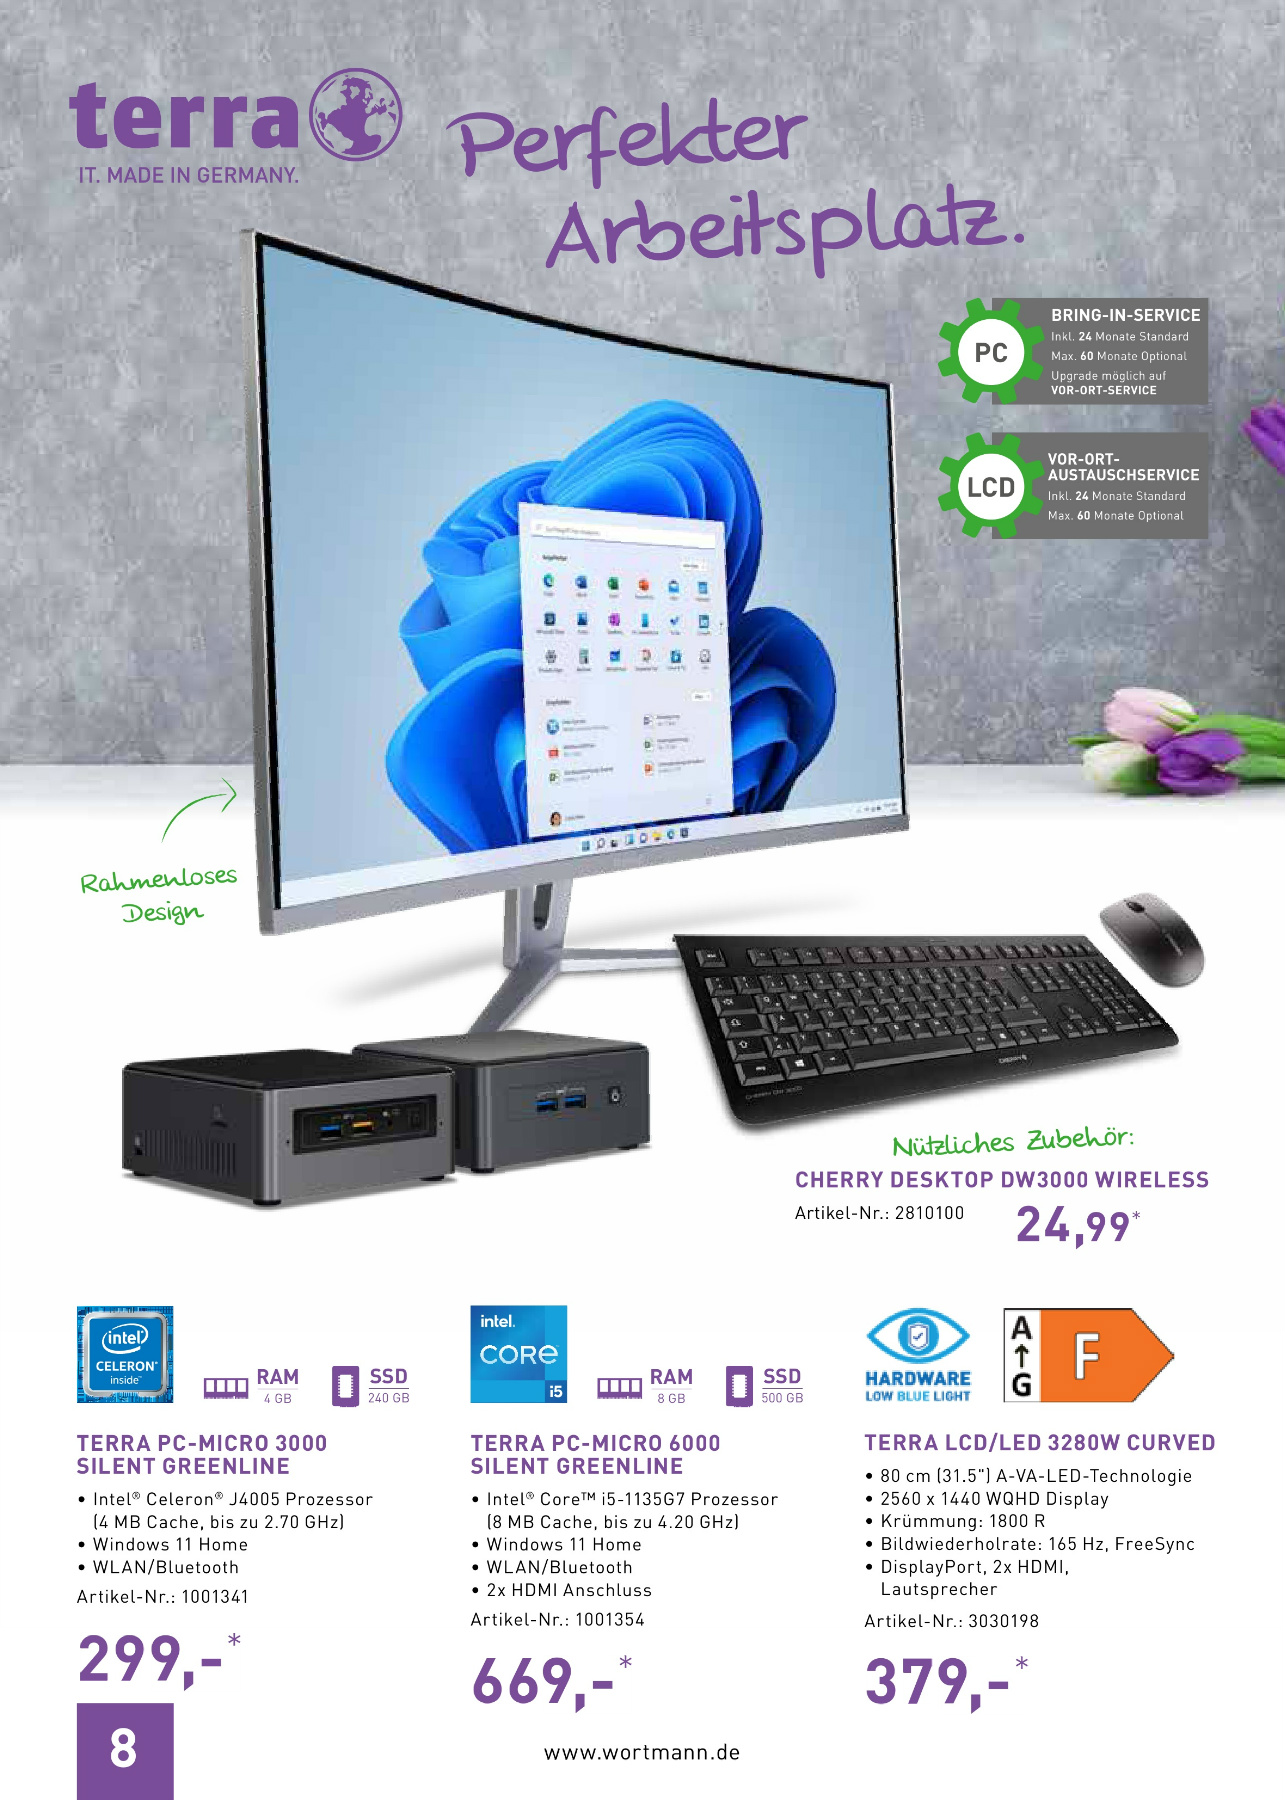 terra
IT. MADE IN GERMANY.
Perfekter
Arbeitsplatz.
PC
BRING-IN-SERVICE
Inkl. 24 Monate Standard
Max. 60 Monate Optional
Upgrade möglich auf
VOR-ORT-SERVICE
LCD
VOR-ORT-
AUSTAUSCHSERVICE
Inkl. 24 Monate Standard
Max. 60 Monate Optional
Rahmenloses
Design
Nützliches Zubehör:
CHERRY DESKTOP DW3000 WIRELESS
Artikel-Nr.: 2810100
24,99*
intel
CELERON®
inside™
RAM
4 GB
SSD
240 GB
TERRA PC-MICRO 3000
SILENT GREENLINE
• Intel® Celeron® J4005 Prozessor
(4 MB Cache, bis zu 2.70 GHz)
• Windows 11 Home
• WLAN/Bluetooth
Artikel-Nr.: 1001341
299,-*
intel.
CORE
i5
RAM
8 GB
SSD
500 GB
TERRA PC-MICRO 6000
SILENT GREENLINE
• Intel® Core™ i5-1135G7 Prozessor
(8 MB Cache, bis zu 4.20 GHz)
• Windows 11 Home
• WLAN/Bluetooth
• 2x HDMI Anschluss
Artikel-Nr.: 1001354
669,-*
HARDWARE
LOW BLUE LIGHT
A
G
F
TERRA LCD/LED 3280W CURVED
• 80 cm (31.5") A-VA-LED-Technologie
• 2560 x 1440 WQHD Display
• Krümmung: 1800 R
• Bildwiederholrate: 165 Hz, FreeSync
• DisplayPort, 2x HDMI,
Lautsprecher
Artikel-Nr.: 3030198
379,-*
8
www.wortmann.de